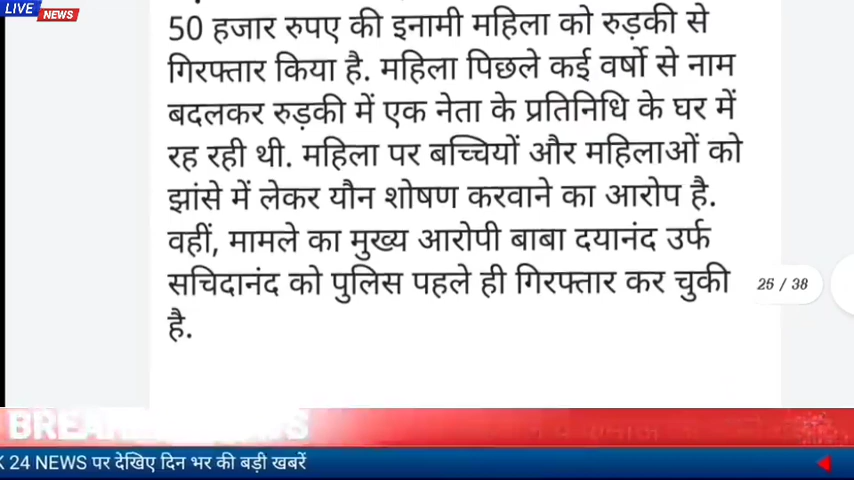 LIVE
NEWS
50 हजार रुपए की इनामी महिला को रुड़की से
गिरफ्तार किया है. महिला पिछले कई वर्षो से नाम
बदलकर रुड़की में एक नेता के प्रतिनिधि के घर में
रह रही थी. महिला पर बच्चियों और महिलाओं को
झांसे में लेकर यौन शोषण करवाने का आरोप है.
वहीं, मामले का मुख्य आरोपी बाबा दयानंद उर्फ
सचिदानंद को पुलिस पहले ही गिरफ्तार कर चुकी
है.
25 / 38
24 NEWS पर देखिए दिन भर की बड़ी खबरें